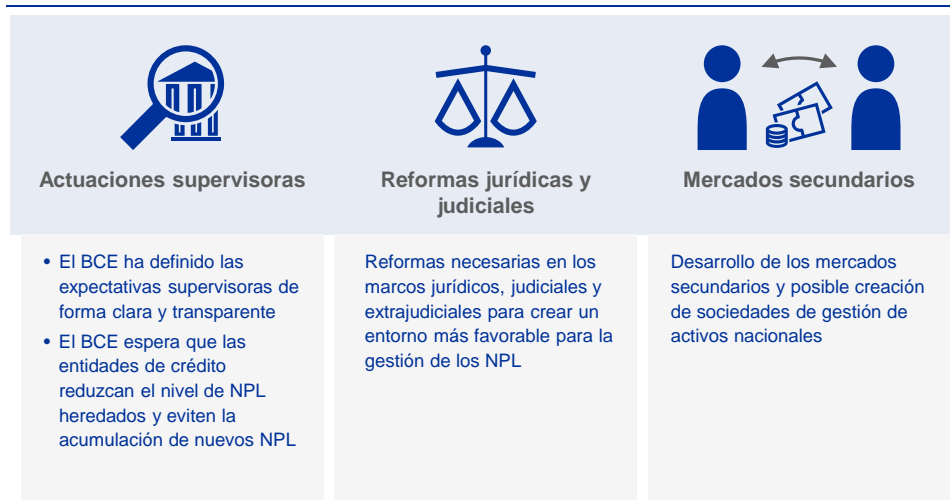 Actuaciones supervisoras
Reformas jurídicas y
judiciales
Mercados secundarios
• El BCE ha definido las
expectativas supervisoras de
forma clara y transparente
• El BCE espera que las
entidades de crédito
reduzcan el nivel de NPL
heredados y eviten la
acumulación de nuevos NPL
Reformas necesarias en los
marcos jurídicos, judiciales y
extrajudiciales para crear un
entorno más favorable para la
gestión de los NPL
Desarrollo de los mercados
secundarios y posible creación
de sociedades de gestión de
activos nacionales